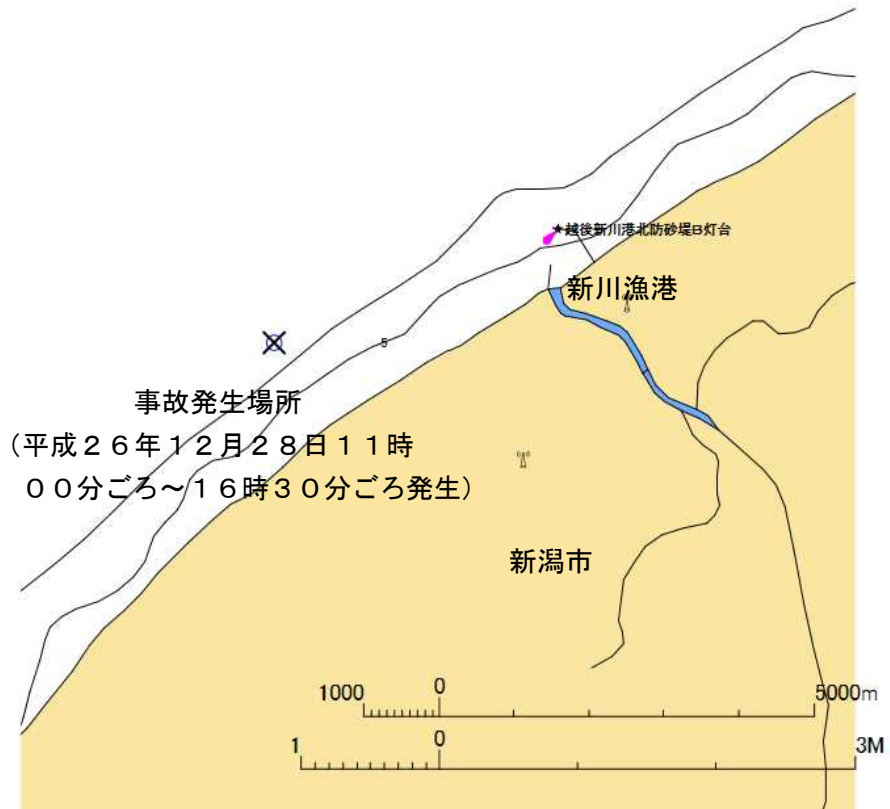 ★越後新川港北防砂堤B灯台
新川漁港
5
事故発生場所
（平成２６年１２月２８日１１時
００分ごろ～１６時３０分ごろ発生）
新潟市
1000 0 5000m
1 0 3M